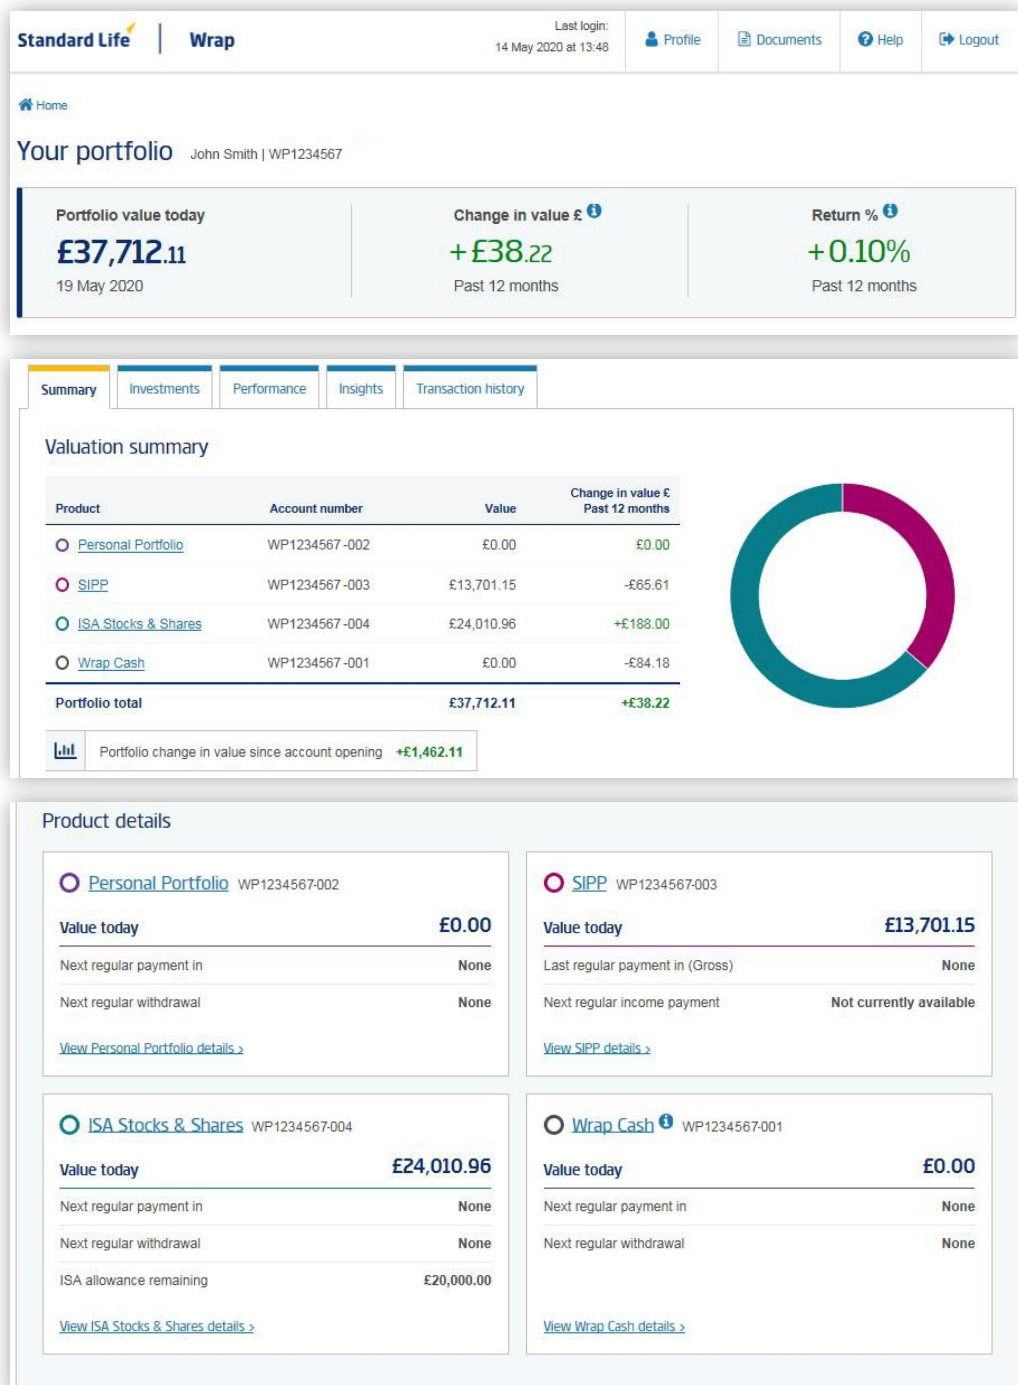 Standard Life | Wrap
Last login:
14 May 2020 at 13:48
Profile
Documents
Help
Logout
Home
Your portfolio John Smith | WP1234567
Portfolio value today
£37,712.11
19 May 2020
Change in value £
+£38.22
Past 12 months
Return %
+0.10%
Past 12 months
Summary Investments Performance Insights Transaction history
Valuation summary
Product Account number Value Change in value £ Past 12 months
Personal Portfolio WP1234567-002 £0.00 £0.00
SIPP WP1234567-003 £13,701.15 -£65.61
ISA Stocks & Shares WP1234567-004 £24,010.96 +£188.00
Wrap Cash WP1234567-001 £0.00 -£84.18
Portfolio total £37,712.11 +£38.22
Portfolio change in value since account opening +£1,462.11
Product details
Personal Portfolio WP1234567-002
Value today £0.00
Next regular payment in None
Next regular withdrawal None
View Personal Portfolio details >
SIPP WP1234567-003
Value today £13,701.15
Last regular payment in (Gross) None
Next regular income payment Not currently available
View SIPP details >
ISA Stocks & Shares WP1234567-004
Value today £24,010.96
Next regular payment in None
Next regular withdrawal None
ISA allowance remaining £20,000.00
View ISA Stocks & Shares details >
Wrap Cash WP1234567-001
Value today £0.00
Next regular payment in None
Next regular withdrawal None
View Wrap Cash details >